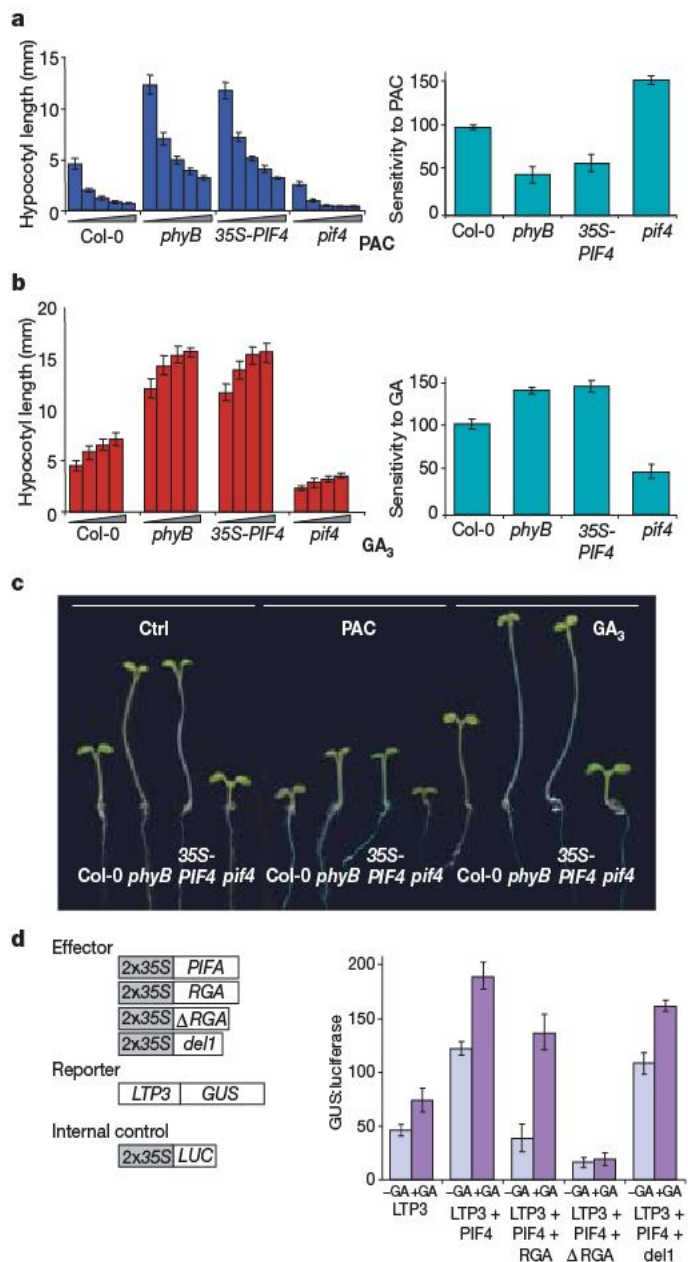 a
Hypocotyl length (mm)
15
10
5
0
Col-0
phyB
35S-PIF4
pif4
PAC
Sensitivity to PAC
150
100
50
0
Col-0
phyB
35S-
PIF4
pif4
b
Hypocotyl length (mm)
20
15
10
5
0
Col-0
phyB
35S-PIF4
pif4
GA3
Sensitivity to GA
150
100
50
0
Col-0
phyB
35S-
PIF4
pif4
c
Ctrl
PAC
GA3
Col-0 phyB 35S-
PIF4 pif4
Col-0 phyB 35S-
PIF4 pif4
Col-0 phyB 35S-
PIF4 pif4
d
Effector
2x35S PIFA
2x35S RGA
2x35S ΔRGA
2x35S del1
Reporter
LTP3 GUS
Internal control
2x35S LUC
GUS:luciferase
200
150
100
50
0
–GA +GA
LTP3
–GA +GA
LTP3 +
PIF4
–GA +GA
LTP3 +
PIF4 +
RGA
–GA +GA
LTP3 +
PIF4 +
ΔRGA
–GA +GA
LTP3 +
PIF4 +
del1